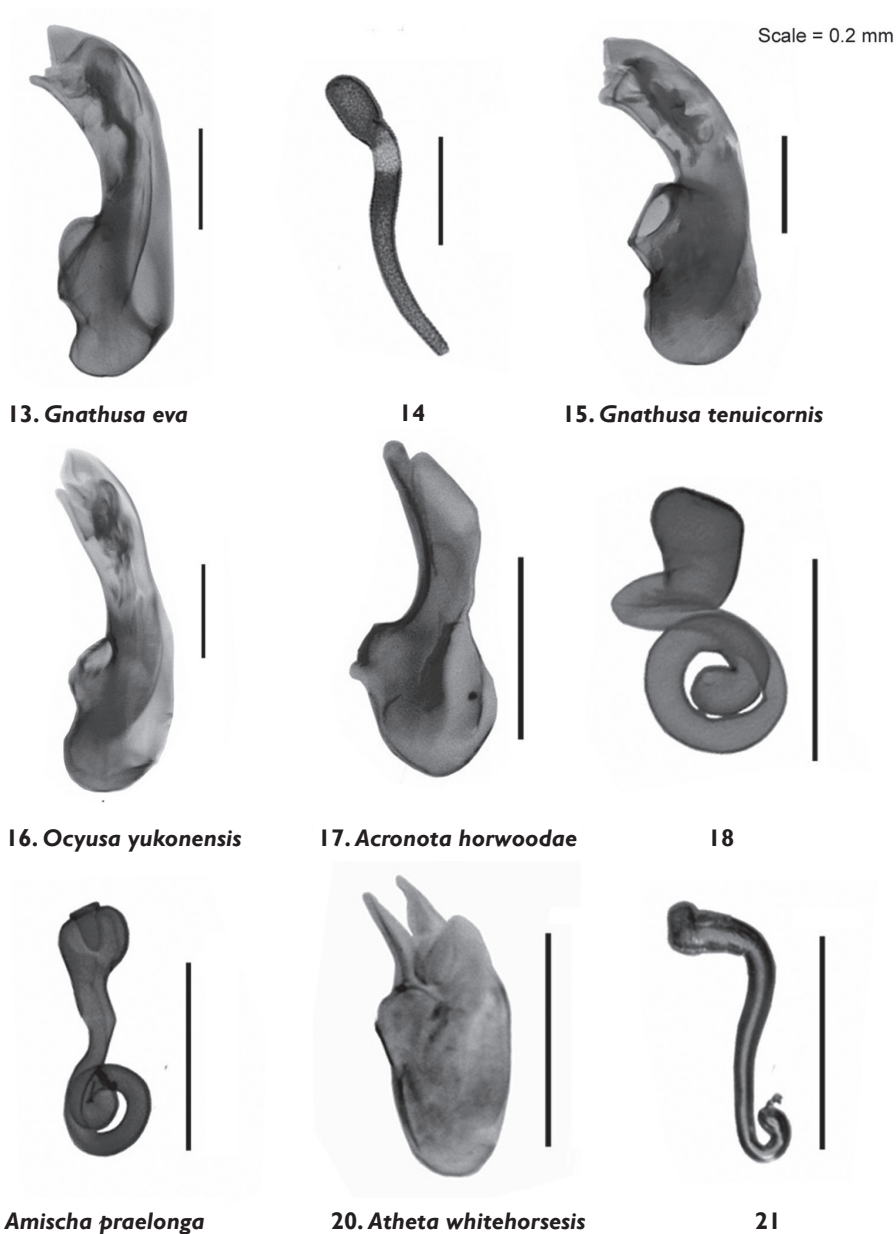 Scale = 0.2 mm
13. Gnathusa eva
14
15. Gnathusa tenuicornis
16. Ocyusa yukonensis
17. Acronota horwoodae
18
Amischa praelonga
20. Atheta whitehorsesis
21